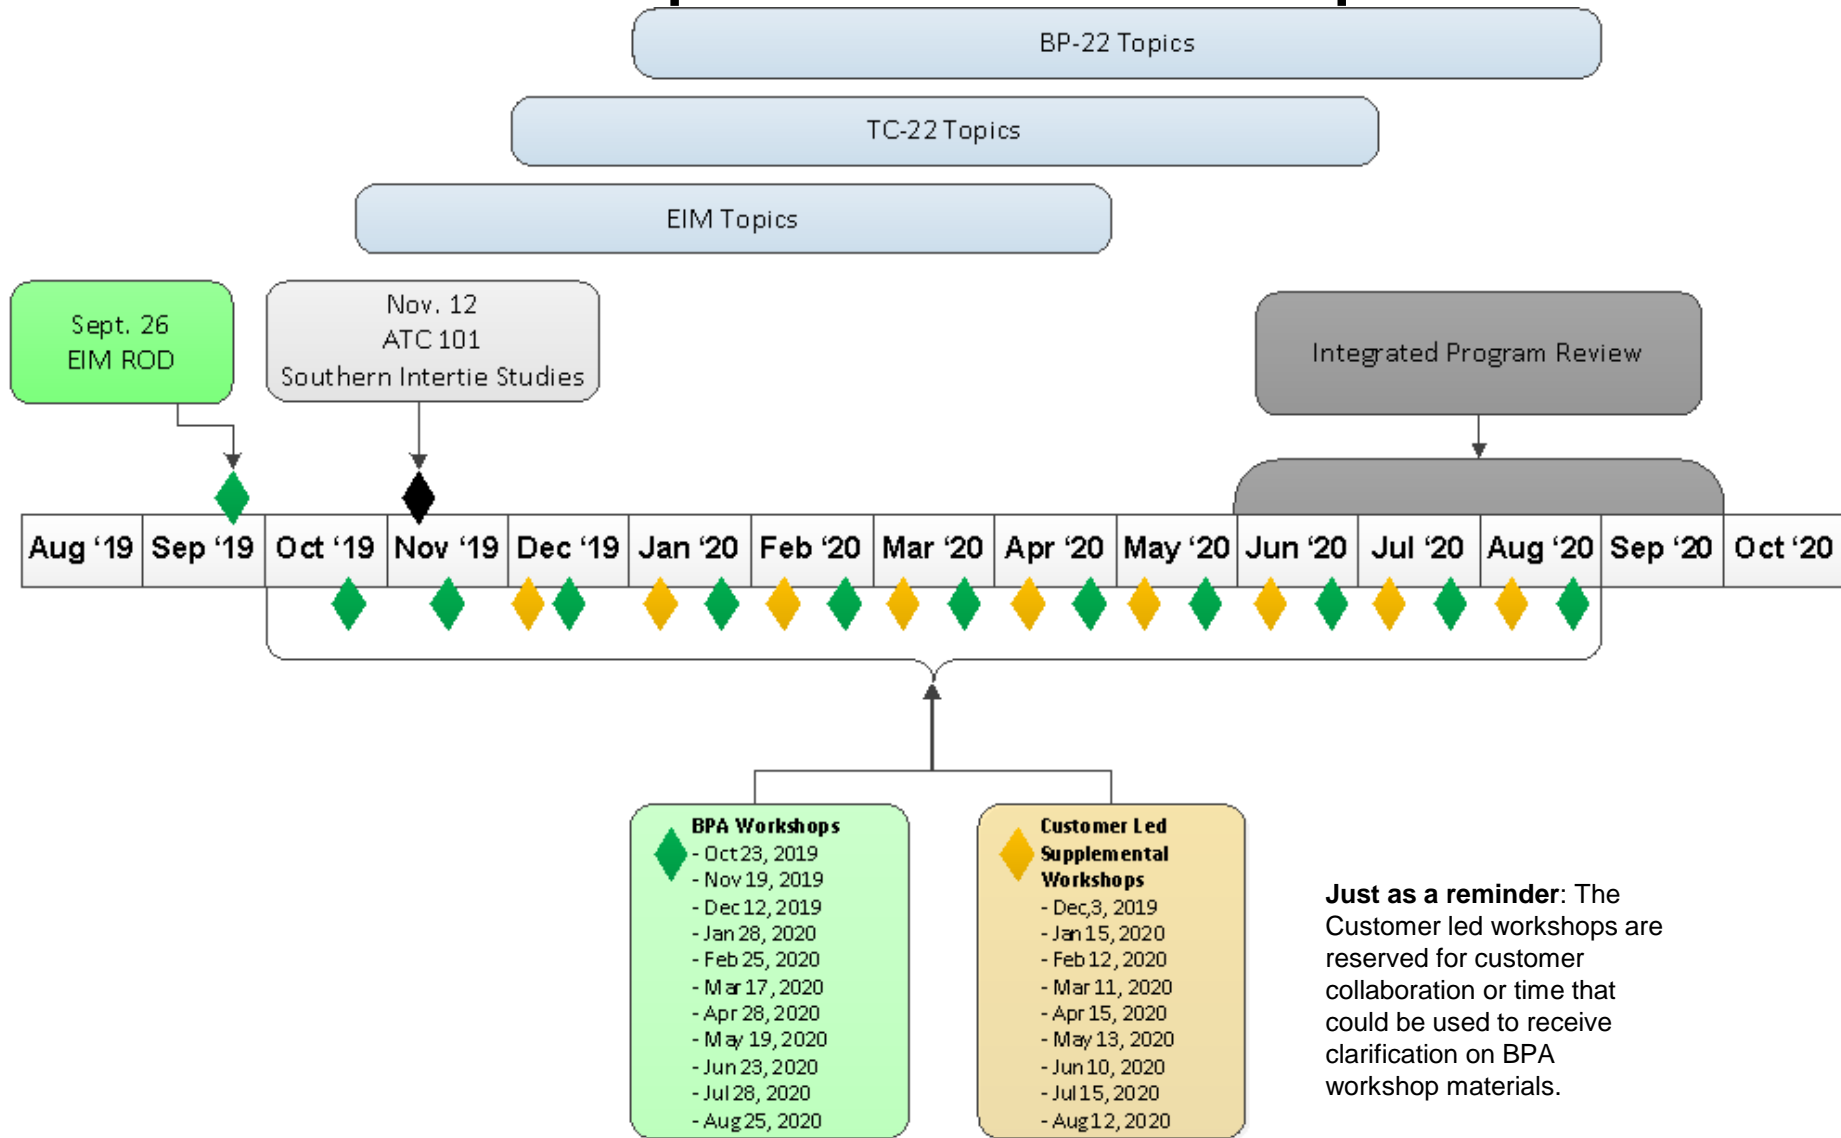 BP-22 Topics
TC-22 Topics
EIM Topics
Sept. 26
EIM ROD
Nov. 12
ATC 101
Southern Intertie Studies
Integrated Program Review
Aug ‘19 Sep ‘19 Oct ‘19 Nov ‘19 Dec ‘19 Jan ‘20 Feb ‘20 Mar ‘20 Apr ‘20 May ‘20 Jun ‘20 Jul ‘20 Aug ‘20 Sep ‘20 Oct ‘20
BPA Workshops
- Oct 23, 2019
- Nov 19, 2019
- Dec 12, 2019
- Jan 28, 2020
- Feb 25, 2020
- Mar 17, 2020
- Apr 28, 2020
- May 19, 2020
- Jun 23, 2020
- Jul 28, 2020
- Aug 25, 2020
Customer Led
Supplemental
Workshops
- Dec,3, 2019
- Jan 15, 2020
- Feb 12, 2020
- Mar 11, 2020
- Apr 15, 2020
- May 13, 2020
- Jun 10, 2020
- Jul 15, 2020
- Aug 12, 2020
Just as a reminder: The
Customer led workshops are
reserved for customer
collaboration or time that
could be used to receive
clarification on BPA
workshop materials.